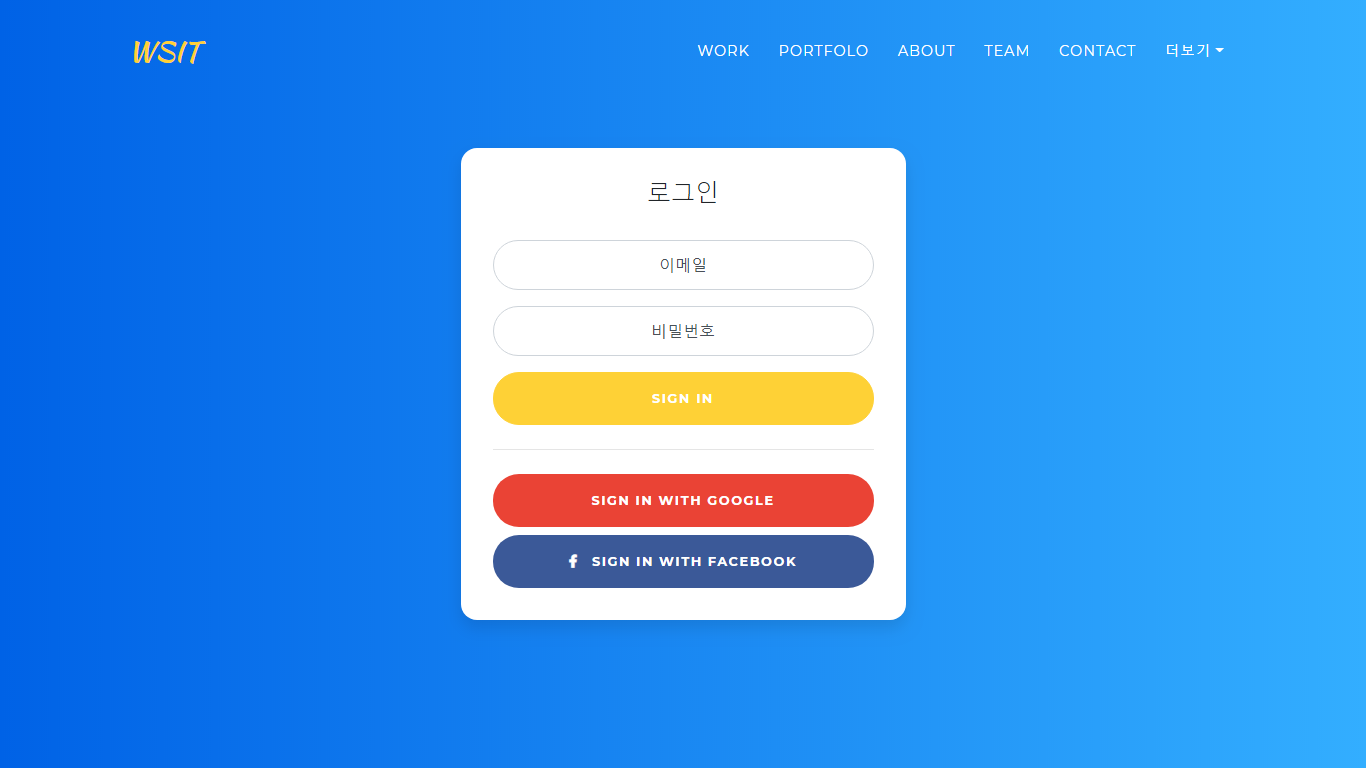 WSIT
WORK PORTFOLO ABOUT TEAM CONTACT 더보기
로그인
이메일
비밀번호
SIGN IN
SIGN IN WITH GOOGLE
SIGN IN WITH FACEBOOK